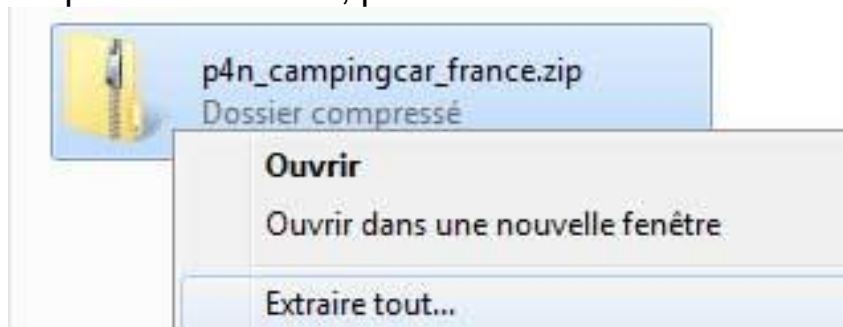 p4n_campingcar_france.zip
Dossier compressé
Ouvrir
Ouvrir dans une nouvelle fenêtre
Extraire tout...